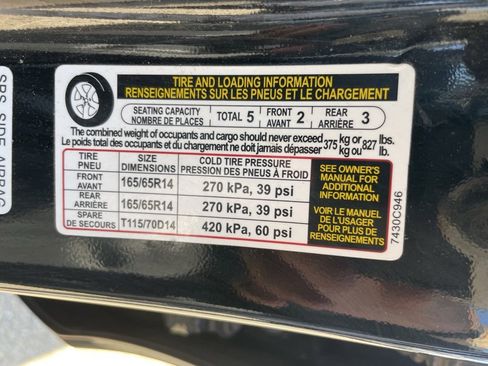 TIRE AND LOADING INFORMATION
RENSEIGNEMENTS SUR LES PNEUS ET LE CHARGEMENT
SEATING CAPACITY
NOMBRE DE PLACES
TOTAL 5
FRONT
AVANT
2
REAR
ARRIÈRE
3
The combined weight of occupants and cargo should never exceed
Le poids total des occupants et du chargement ne doit jamais dépasser
375 kg or 827 lbs.
kg ou lb.
TIRE
PNEU
SIZE
DIMENSIONS
COLD TIRE PRESSURE
PRESSION DES PNEUS À FROID
FRONT
AVANT
165/65R14
270 kPa, 39 psi
REAR
ARRIÈRE
165/65R14
270 kPa, 39 psi
SPARE
DE SECOURS
T115/70D14
420 kPa, 60 psi
SEE OWNER'S
MANUAL FOR
ADDITIONAL
INFORMATION
VOIR LE MANUEL
DE L'USAGER
POUR PLUS DE
RENSEIGNEMENTS
7430C946
SRS SIDE AIRBAG